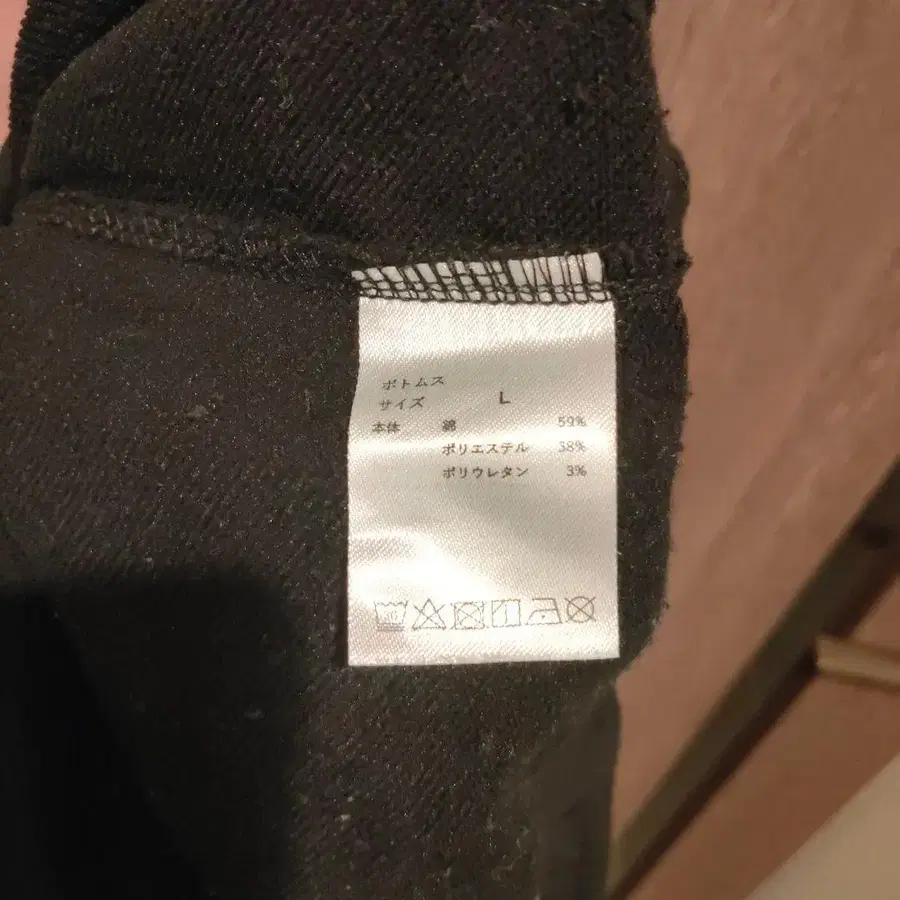 ボトムス
サイズ L
本体 綿 59%
ポリエステル 38%
ポリウレタン 3%